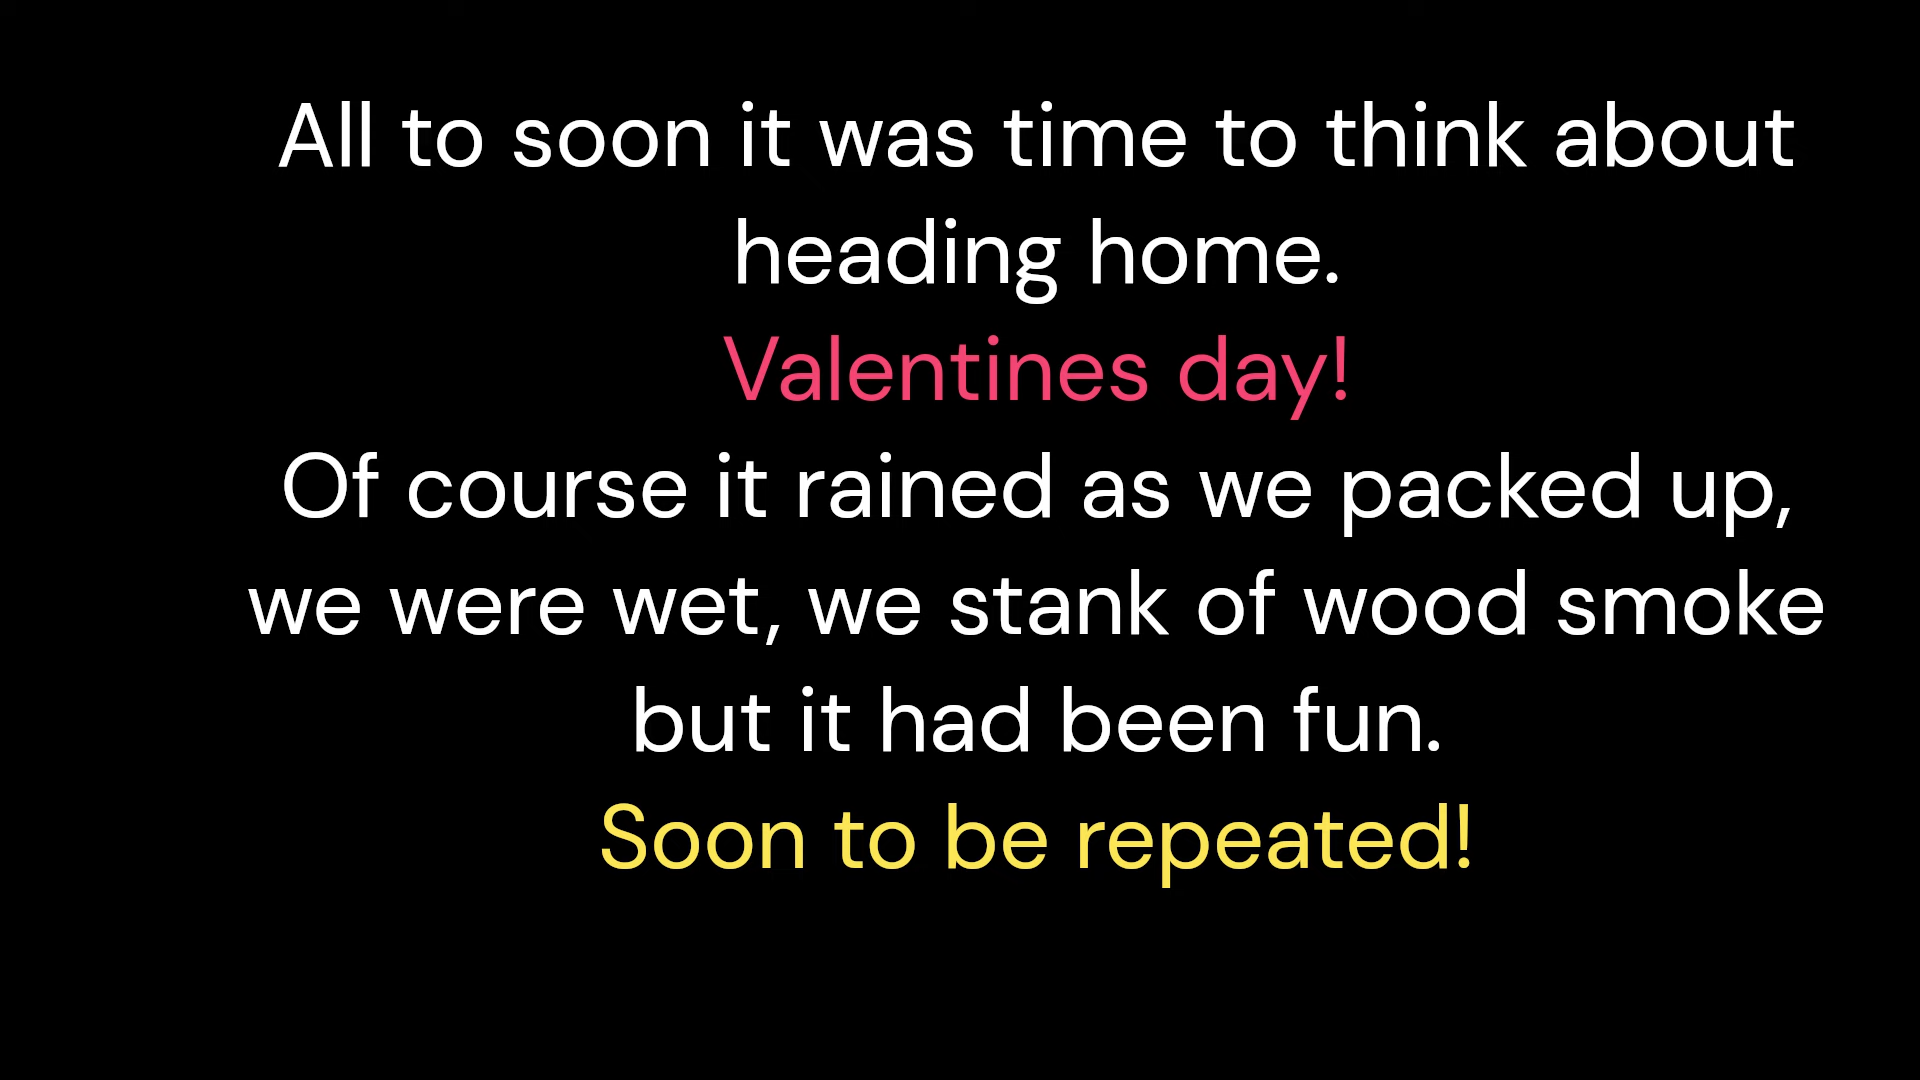 All to soon it was time to think about
heading home.
Valentines day!
Of course it rained as we packed up,
we were wet, we stank of wood smoke
but it had been fun.
Soon to be repeated!